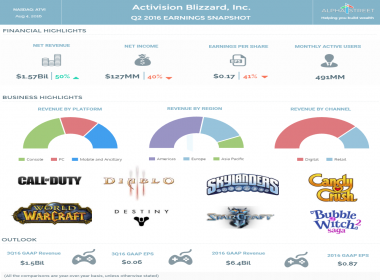 NASDAQ: ATVI
Aug 4, 2016
Activision Blizzard, Inc.
Q2 2016 EARNINGS SNAPSHOT
ALPHASTREET
Helping you build wealth
FINANCIAL HIGHLIGHTS
NET REVENUE
NET INCOME
EARNINGS PER SHARE
MONTHLY ACTIVE USERS
$1.57Bil | 50%
$127MM | 40%
$0.17 | 41%
491MM
BUSINESS HIGHLIGHTS
REVENUE BY PLATFORM
REVENUE BY REGION
REVENUE BY CHANNEL
Console PC Mobile and Ancillary
Americas Europe Asia Pacific
Digital Retail
CALL OF DUTY
DIABLO
SKYLANDERS
Candy Crush
WORLD OF WARCRAFT
DESTINY
STARCRAFT
Bubble Witch 2 saga
OUTLOOK
3Q16 GAAP Revenue
$1.5Bil
3Q16 GAAP EPS
$0.06
2016 GAAP Revenue
$6.4Bil
2016 GAAP EPS
$0.87
(All the comparisons are year-over-year basis, unless otherwise stated)